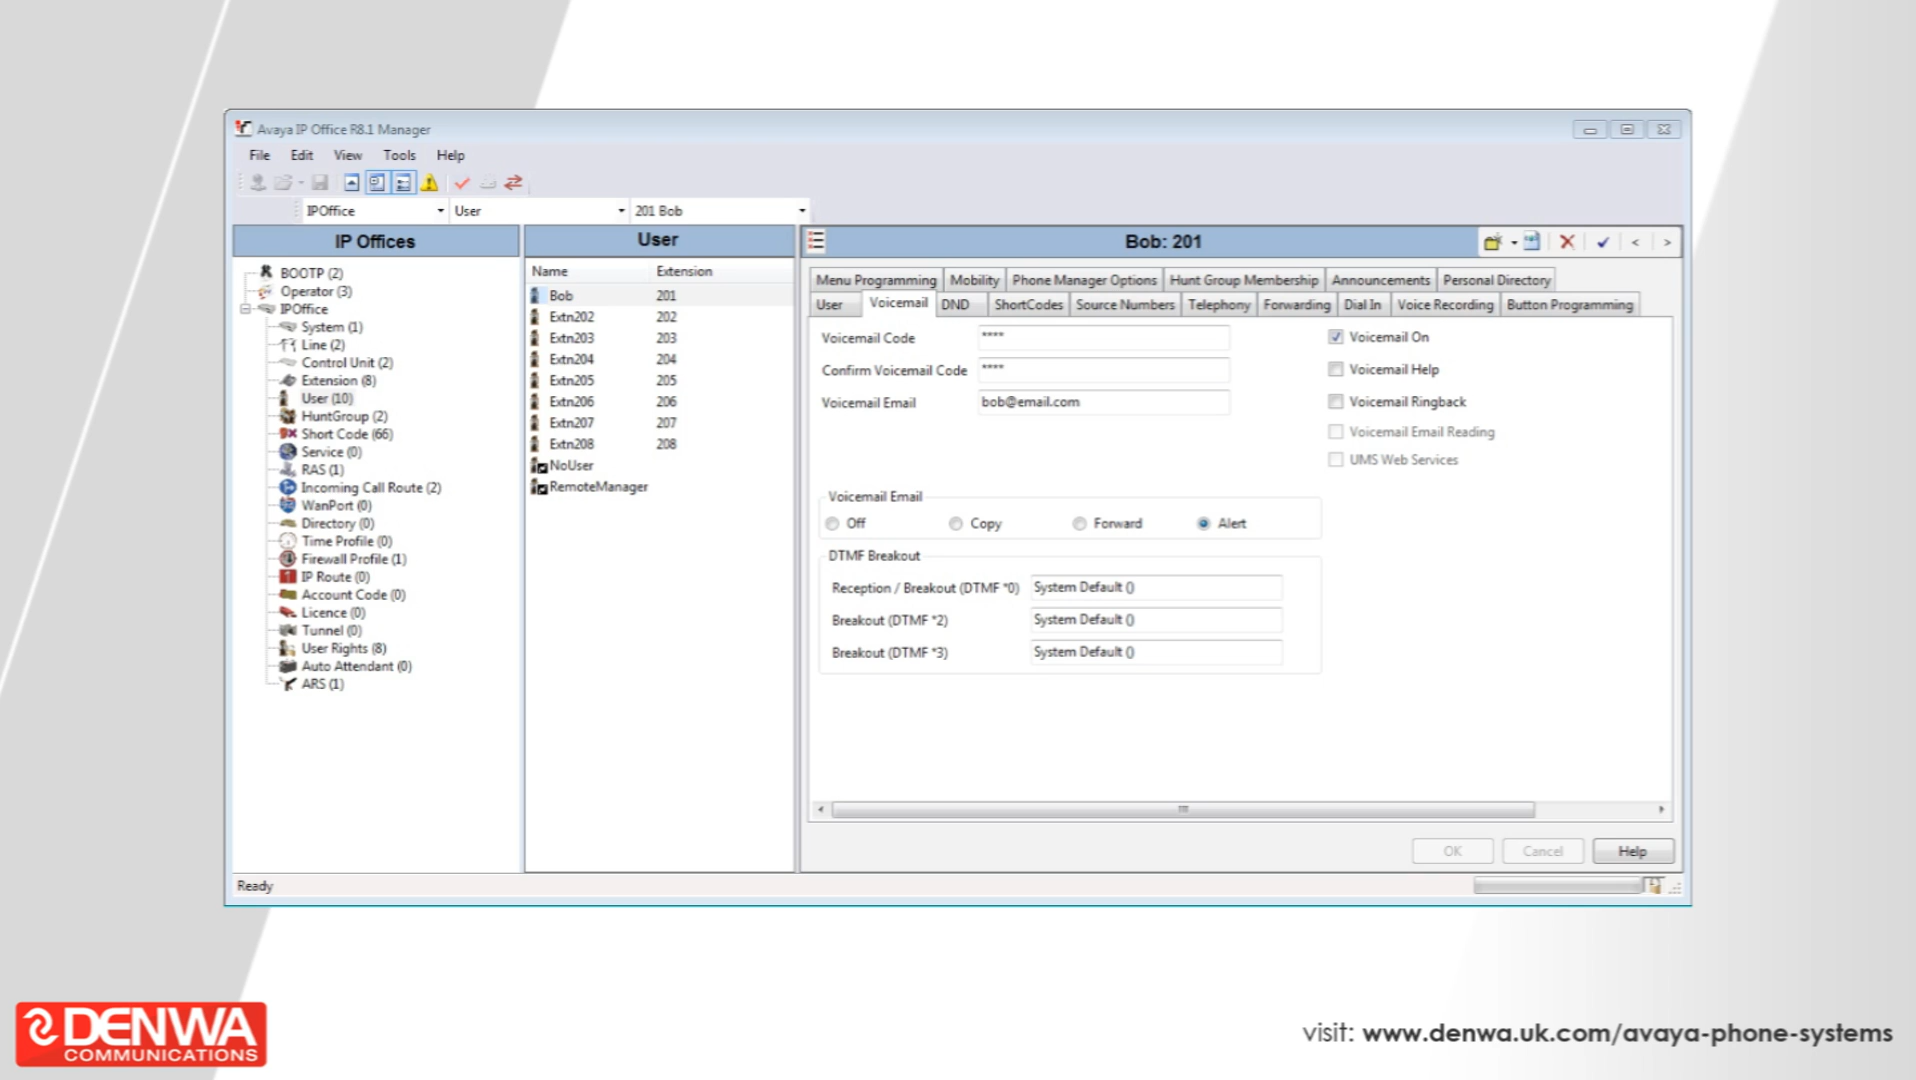 Avaya IP Office R8.1 Manager
File Edit View Tools Help
IPOffice User 201 Bob
IP Offices
BOOTP (2)
Operator (3)
IPOffice
System (1)
Line (2)
Control Unit (2)
Extension (8)
User (10)
HuntGroup (2)
Short Code (66)
Service (0)
RAS (1)
Incoming Call Route (2)
WanPort (0)
Directory (0)
Time Profile (0)
Firewall Profile (1)
IP Route (0)
Account Code (0)
Licence (0)
Tunnel (0)
User Rights (8)
Auto Attendant (0)
ARS (1)
User
Name Extension
Bob 201
Extn202 202
Extn203 203
Extn204 204
Extn205 205
Extn206 206
Extn207 207
Extn208 208
NoUser
RemoteManager
Bob: 201
Menu Programming Mobility Phone Manager Options Hunt Group Membership Announcements Personal Directory
User Voicemail DND ShortCodes Source Numbers Telephony Forwarding Dial In Voice Recording Button Programming
Voicemail Code ****
Confirm Voicemail Code ****
Voicemail Email bob@email.com
Voicemail On
Voicemail Help
Voicemail Ringback
Voicemail Email Reading
UMS Web Services
Voicemail Email
Off Copy Forward Alert
DTMF Breakout
Reception / Breakout (DTMF *0) System Default ()
Breakout (DTMF *2) System Default ()
Breakout (DTMF *3) System Default ()
OK Cancel Help
Ready
DENWA
COMMUNICATIONS
visit: www.denwa.uk.com/avaya-phone-systems